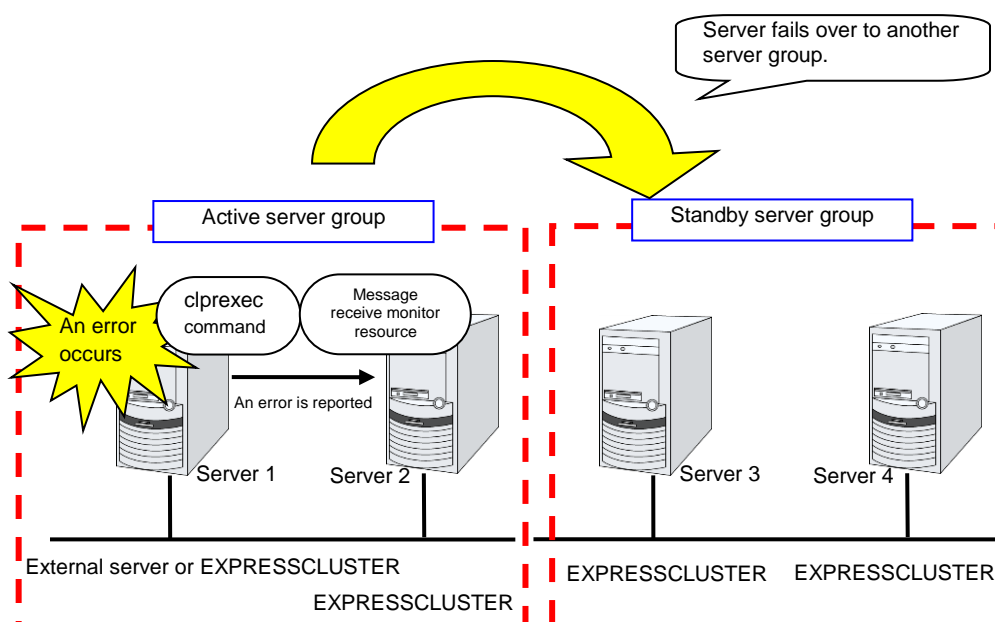 Server fails over to another
server group.
Active server group
Standby server group
An error
occurs
clprexec
command
Message
receive monitor
resource
An error is reported
Server 1
Server 2
Server 3
Server 4
External server or EXPRESSCLUSTER
EXPRESSCLUSTER
EXPRESSCLUSTER
EXPRESSCLUSTER